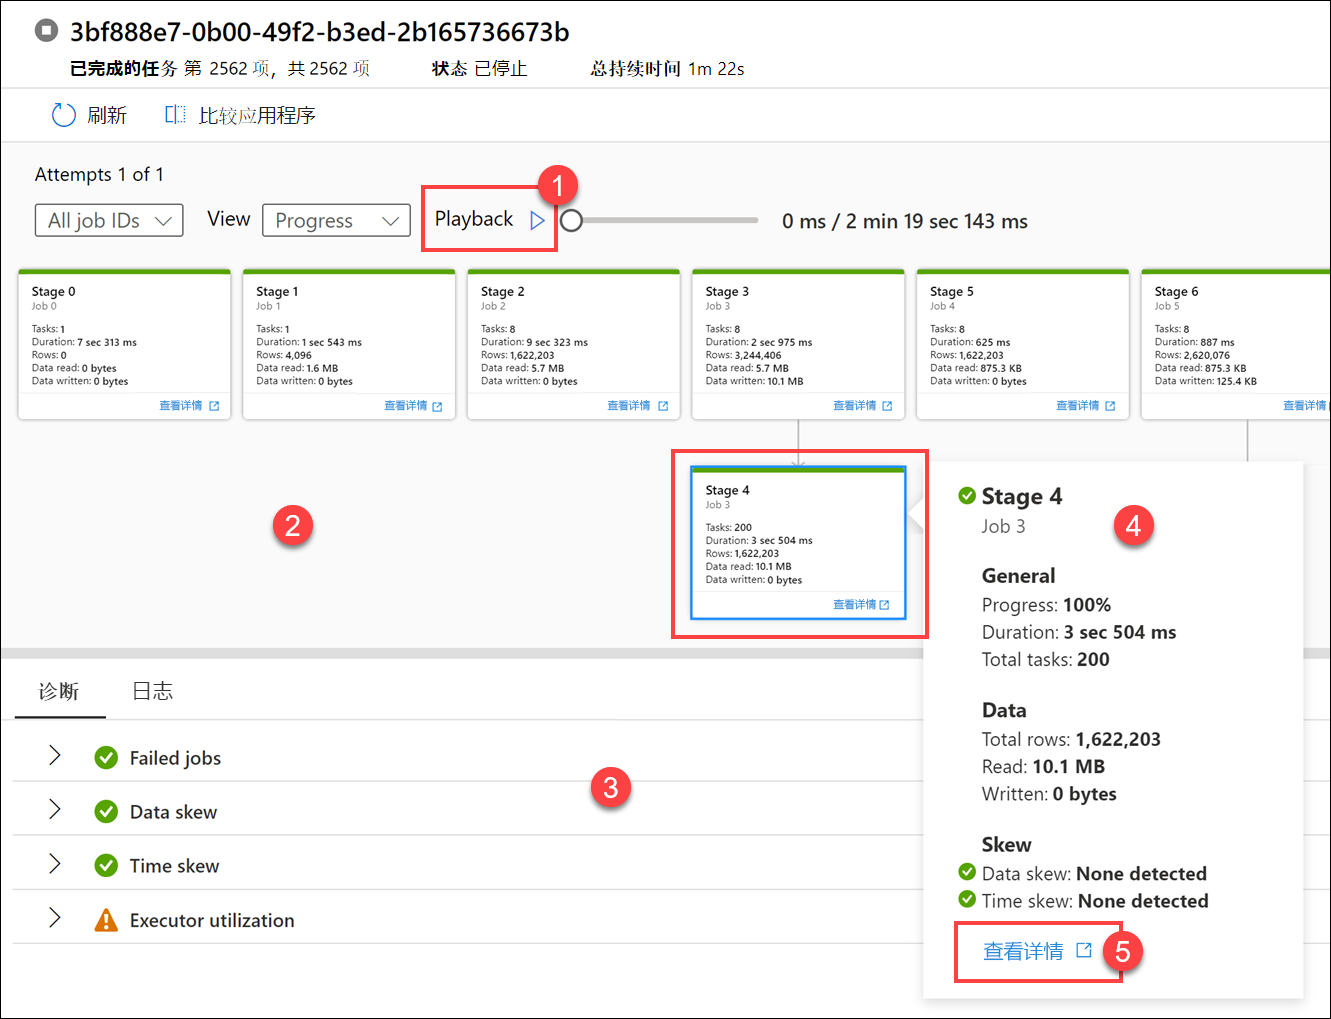 3bf888e7-0b00-49f2-b3ed-2b165736673b
已完成的任务 第 2562 项，共 2562 项 状态 已停止 总持续时间 1m 22s
刷新 比较应用程序
Attempts 1 of 1
All job IDs View Progress Playback 1 0 ms / 2 min 19 sec 143 ms
Stage 0
Job 0
Tasks: 1
Duration: 7 sec 313 ms
Rows: 0
Data read: 0 bytes
Data written: 0 bytes
查看详情
Stage 1
Job 1
Tasks: 1
Duration: 1 sec 543 ms
Rows: 4,096
Data read: 1.6 MB
Data written: 0 bytes
查看详情
Stage 2
Job 2
Tasks: 8
Duration: 9 sec 323 ms
Rows: 1,622,203
Data read: 5.7 MB
Data written: 0 bytes
查看详情
Stage 3
Job 3
Tasks: 8
Duration: 2 sec 975 ms
Rows: 3,244,406
Data read: 5.7 MB
Data written: 10.1 MB
查看详情
Stage 5
Job 4
Tasks: 8
Duration: 625 ms
Rows: 1,622,203
Data read: 875.3 KB
Data written: 0 bytes
查看详情
Stage 6
Job 5
Tasks: 8
Duration: 887 ms
Rows: 2,620,076
Data read: 875.3 KB
Data written: 125.4 KB
查看详情
2
Stage 4
Job 3
Tasks: 200
Duration: 3 sec 504 ms
Rows: 1,622,203
Data read: 10.1 MB
Data written: 0 bytes
查看详情
Stage 4
Job 3
4
General
Progress: 100%
Duration: 3 sec 504 ms
Total tasks: 200
Data
Total rows: 1,622,203
Read: 10.1 MB
Written: 0 bytes
Skew
Data skew: None detected
Time skew: None detected
查看详情 5
诊断 日志
Failed jobs
3
Data skew
Time skew
Executor utilization